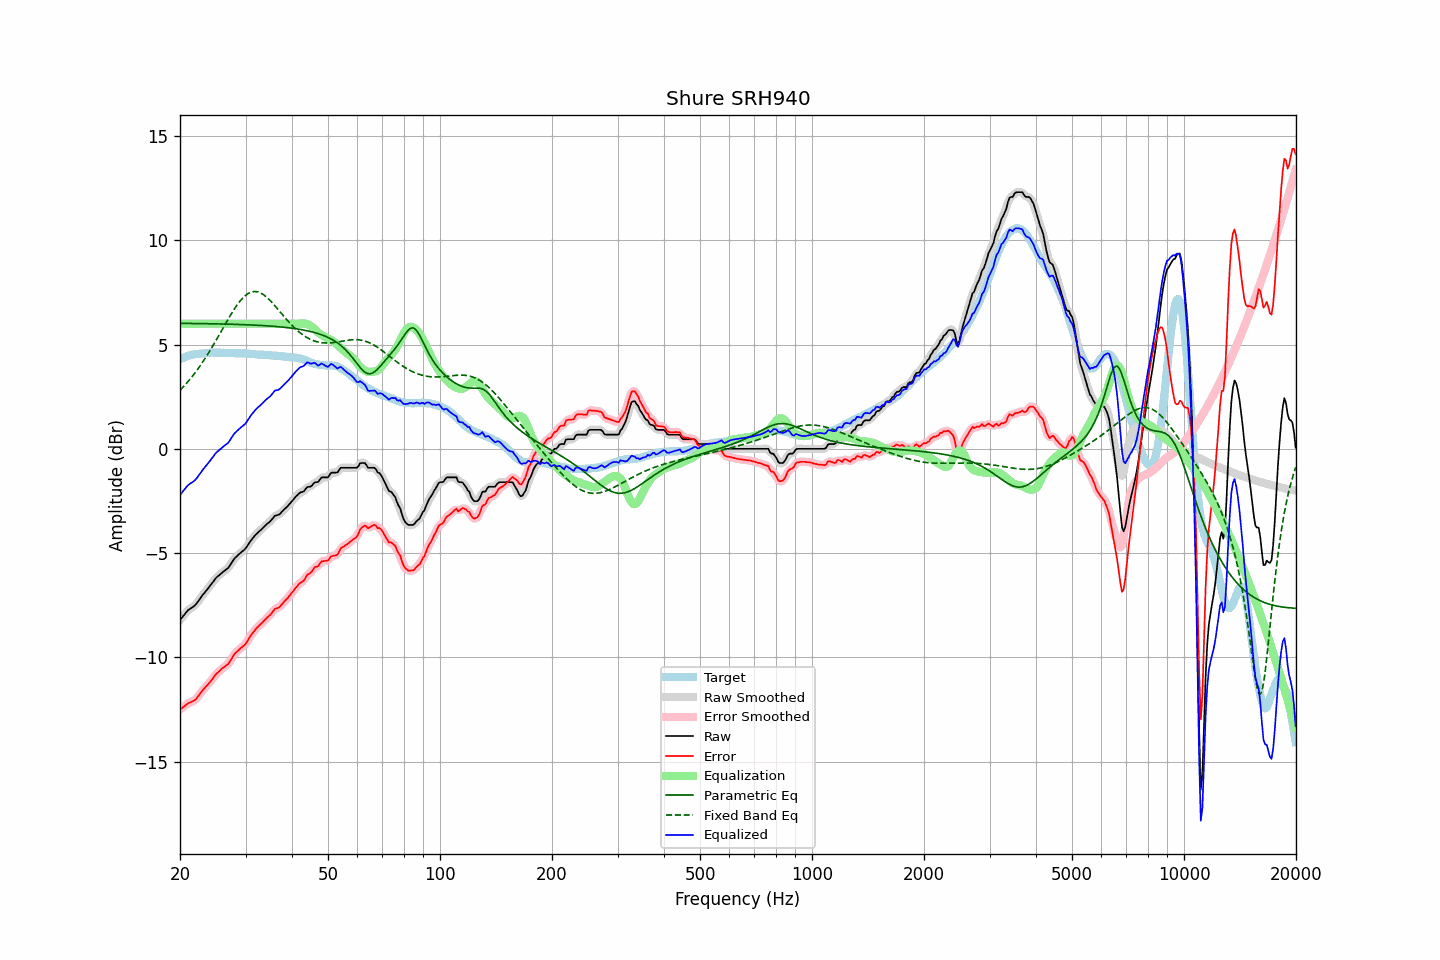 Shure SRH940
Amplitude (dBr)
15
10
5
0
−5
−10
−15
Target
Raw Smoothed
Error Smoothed
Raw
Error
Equalization
Parametric Eq
Fixed Band Eq
Equalized
20
50
100
200
500
1000
2000
5000
10000
20000
Frequency (Hz)